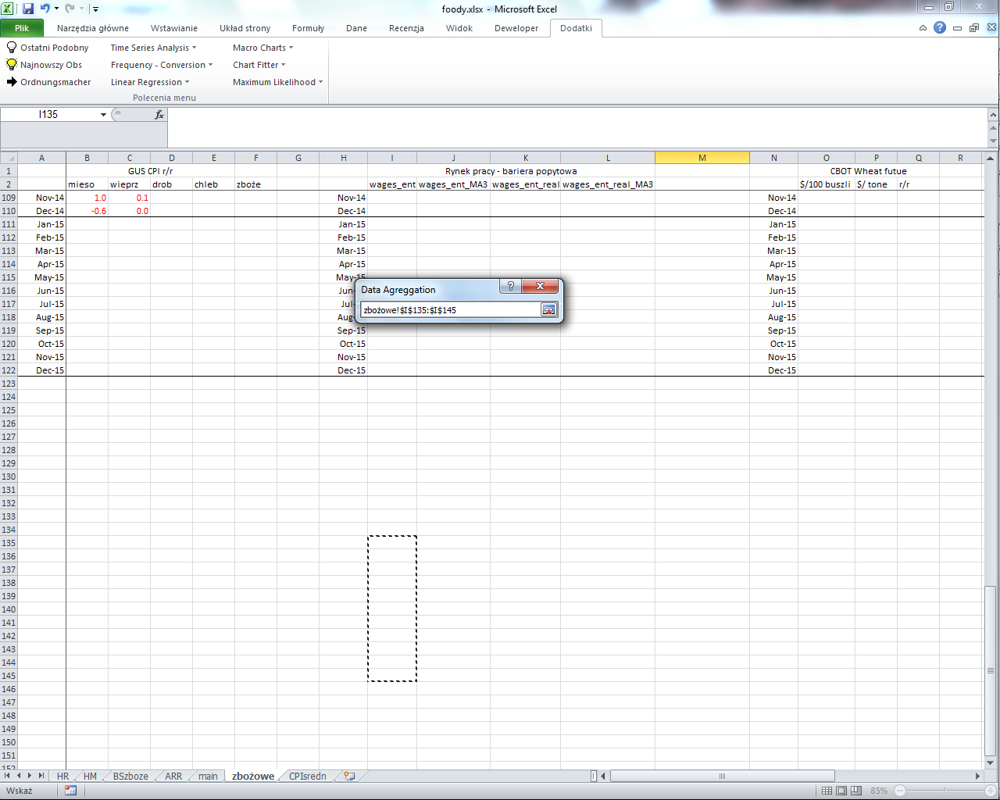 foody.xlsx - Microsoft Excel
Plik Narzędzia główne Wstawianie Układ strony Formuły Dane Recenzja Widok Deweloper Dodatki
Ostatni Podobny Time Series Analysis Macro Charts
Najnowszy Obs Frequency - Conversion Chart Fitter
Ordnungsmacher Linear Regression Maximum Likelihood
Polecenia menu
I135 fx
A B C D E F G H I J K L M N O P Q R
1 GUS CPI r/r Rynek pracy - bariera popytowa CBOT Wheat futue
2 mieso wieprz drob chleb zboże wages_ent wages_ent_MA3 wages_ent_real wages_ent_real_MA3 $/100 buszli $/ tone r/r
109 Nov-14 1.0 0.1 Nov-14 Nov-14
110 Dec-14 -0.6 0.0 Dec-14 Dec-14
111 Jan-15 Jan-15 Jan-15
112 Feb-15 Feb-15 Feb-15
113 Mar-15 Mar-15 Mar-15
114 Apr-15 Apr-15 Apr-15
115 May-15 May-15 May-15
116 Jun-15 Jun- Jun-15
117 Jul-15 Jul- Jul-15
118 Aug-15 Aug- Aug-15
119 Sep-15 Sep-15 Sep-15
120 Oct-15 Oct-15 Oct-15
121 Nov-15 Nov-15 Nov-15
122 Dec-15 Dec-15 Dec-15
Data Agreggation
zbożowe!$I$135:$I$145
123
124
125
126
127
128
129
130
131
132
133
134
135
136
137
138
139
140
141
142
143
144
145
146
147
148
149
150
151
152
HR HM BSzboze ARR main zbożowe CPIsredn
Wskaż 85%